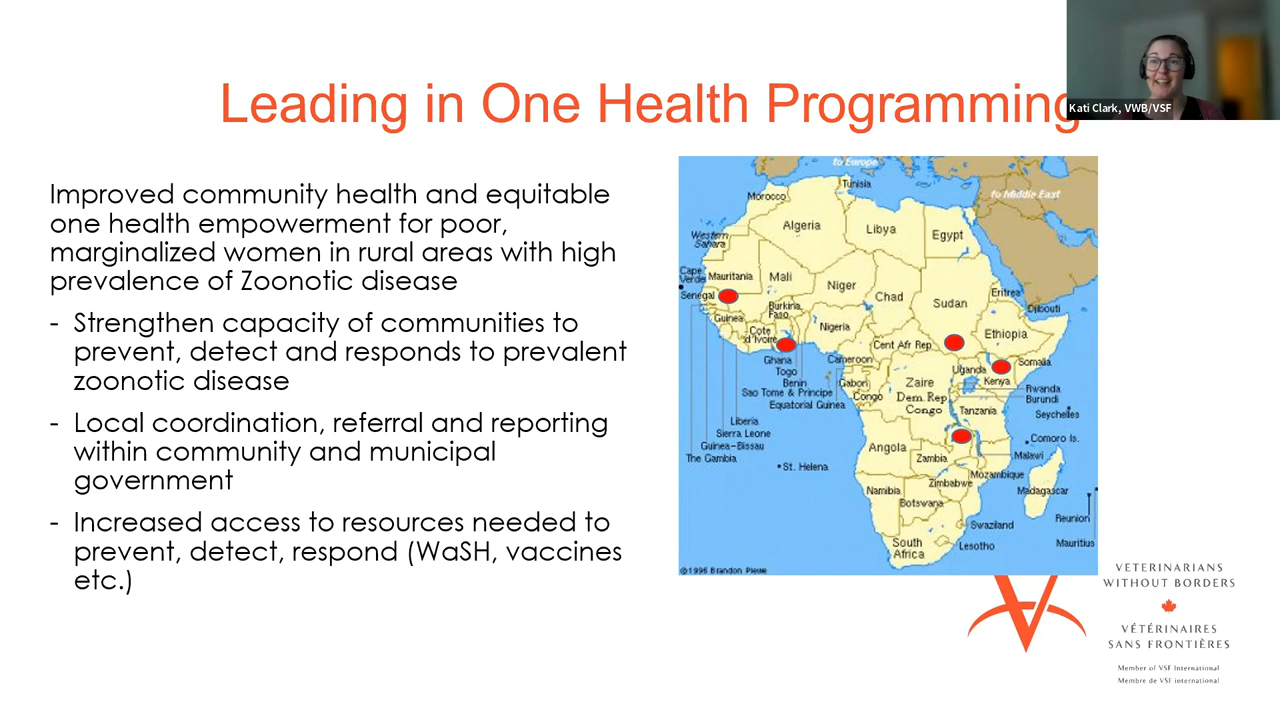 Leading in One Health Programming
Kati Clark, VWB/VSF
Improved community health and equitable
one health empowerment for poor,
marginalized women in rural areas with high
prevalence of Zoonotic disease
- Strengthen capacity of communities to
prevent, detect and responds to prevalent
zoonotic disease
- Local coordination, referral and reporting
within community and municipal
government
- Increased access to resources needed to
prevent, detect, respond (WaSH, vaccines
etc.)
to Europe
to Middle East
Tunisia
Morocco
Algeria
Libya
Egypt
Western
Sahara
Cape
Verde
Mauritania
Mali
Niger
Chad
Sudan
Eritrea
Djibouti
Senegal
Guinea
Burkina
Faso
Nigeria
Cote
d'Ivoire
Cent Afr Rep
Ethiopia
Somalia
Ghana
Togo
Benin
Cameroon
Sao Tome & Principe
Equatorial Guinea
Gabon
Congo
Zaire
Dem. Rep
Congo
Uganda
Kenya
Rwanda
Burundi
Tanzania
Seychelles
Liberia
Sierra Leone
Guinea-Bissau
The Gambia
St. Helena
Angola
Zambia
Malawi
Comoro Is.
Mozambique
Zimbabwe
Namibia
Botswana
Madagascar
Reunion
Mauritius
Swaziland
Lesotho
South
Africa
©1996 Brandon Plewe
VETERINARIANS
WITHOUT BORDERS
VÉTÉRINAIRES
SANS FRONTIÈRES
Member of VSF International
Membre de VSF international